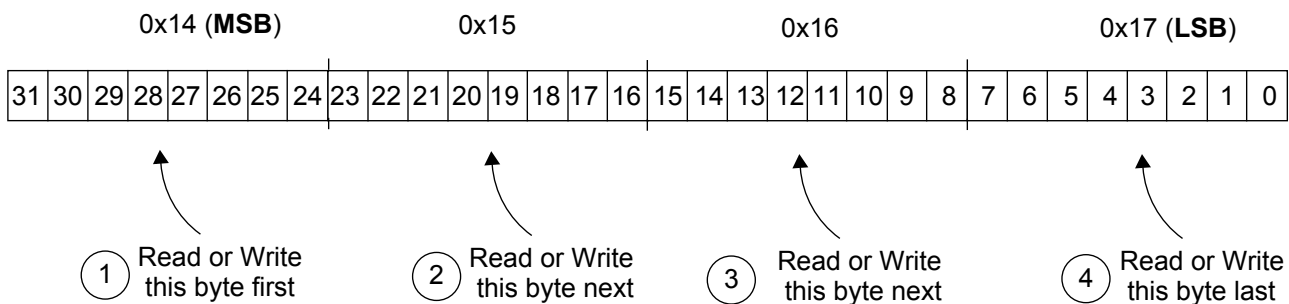 0x14 (MSB) 0x15 0x16 0x17 (LSB)
31 30 29 28 27 26 25 24 23 22 21 20 19 18 17 16 15 14 13 12 11 10 9 8 7 6 5 4 3 2 1 0
1 Read or Write
this byte first
2 Read or Write
this byte next
3 Read or Write
this byte next
4 Read or Write
this byte last